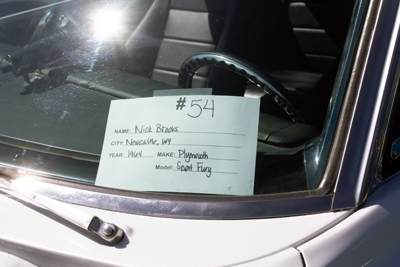 #54
NAME: Nick Brooks
CITY: Newcastle, WY
YEAR: 1964 MAKE: Plymouth
Model: Sport Fury